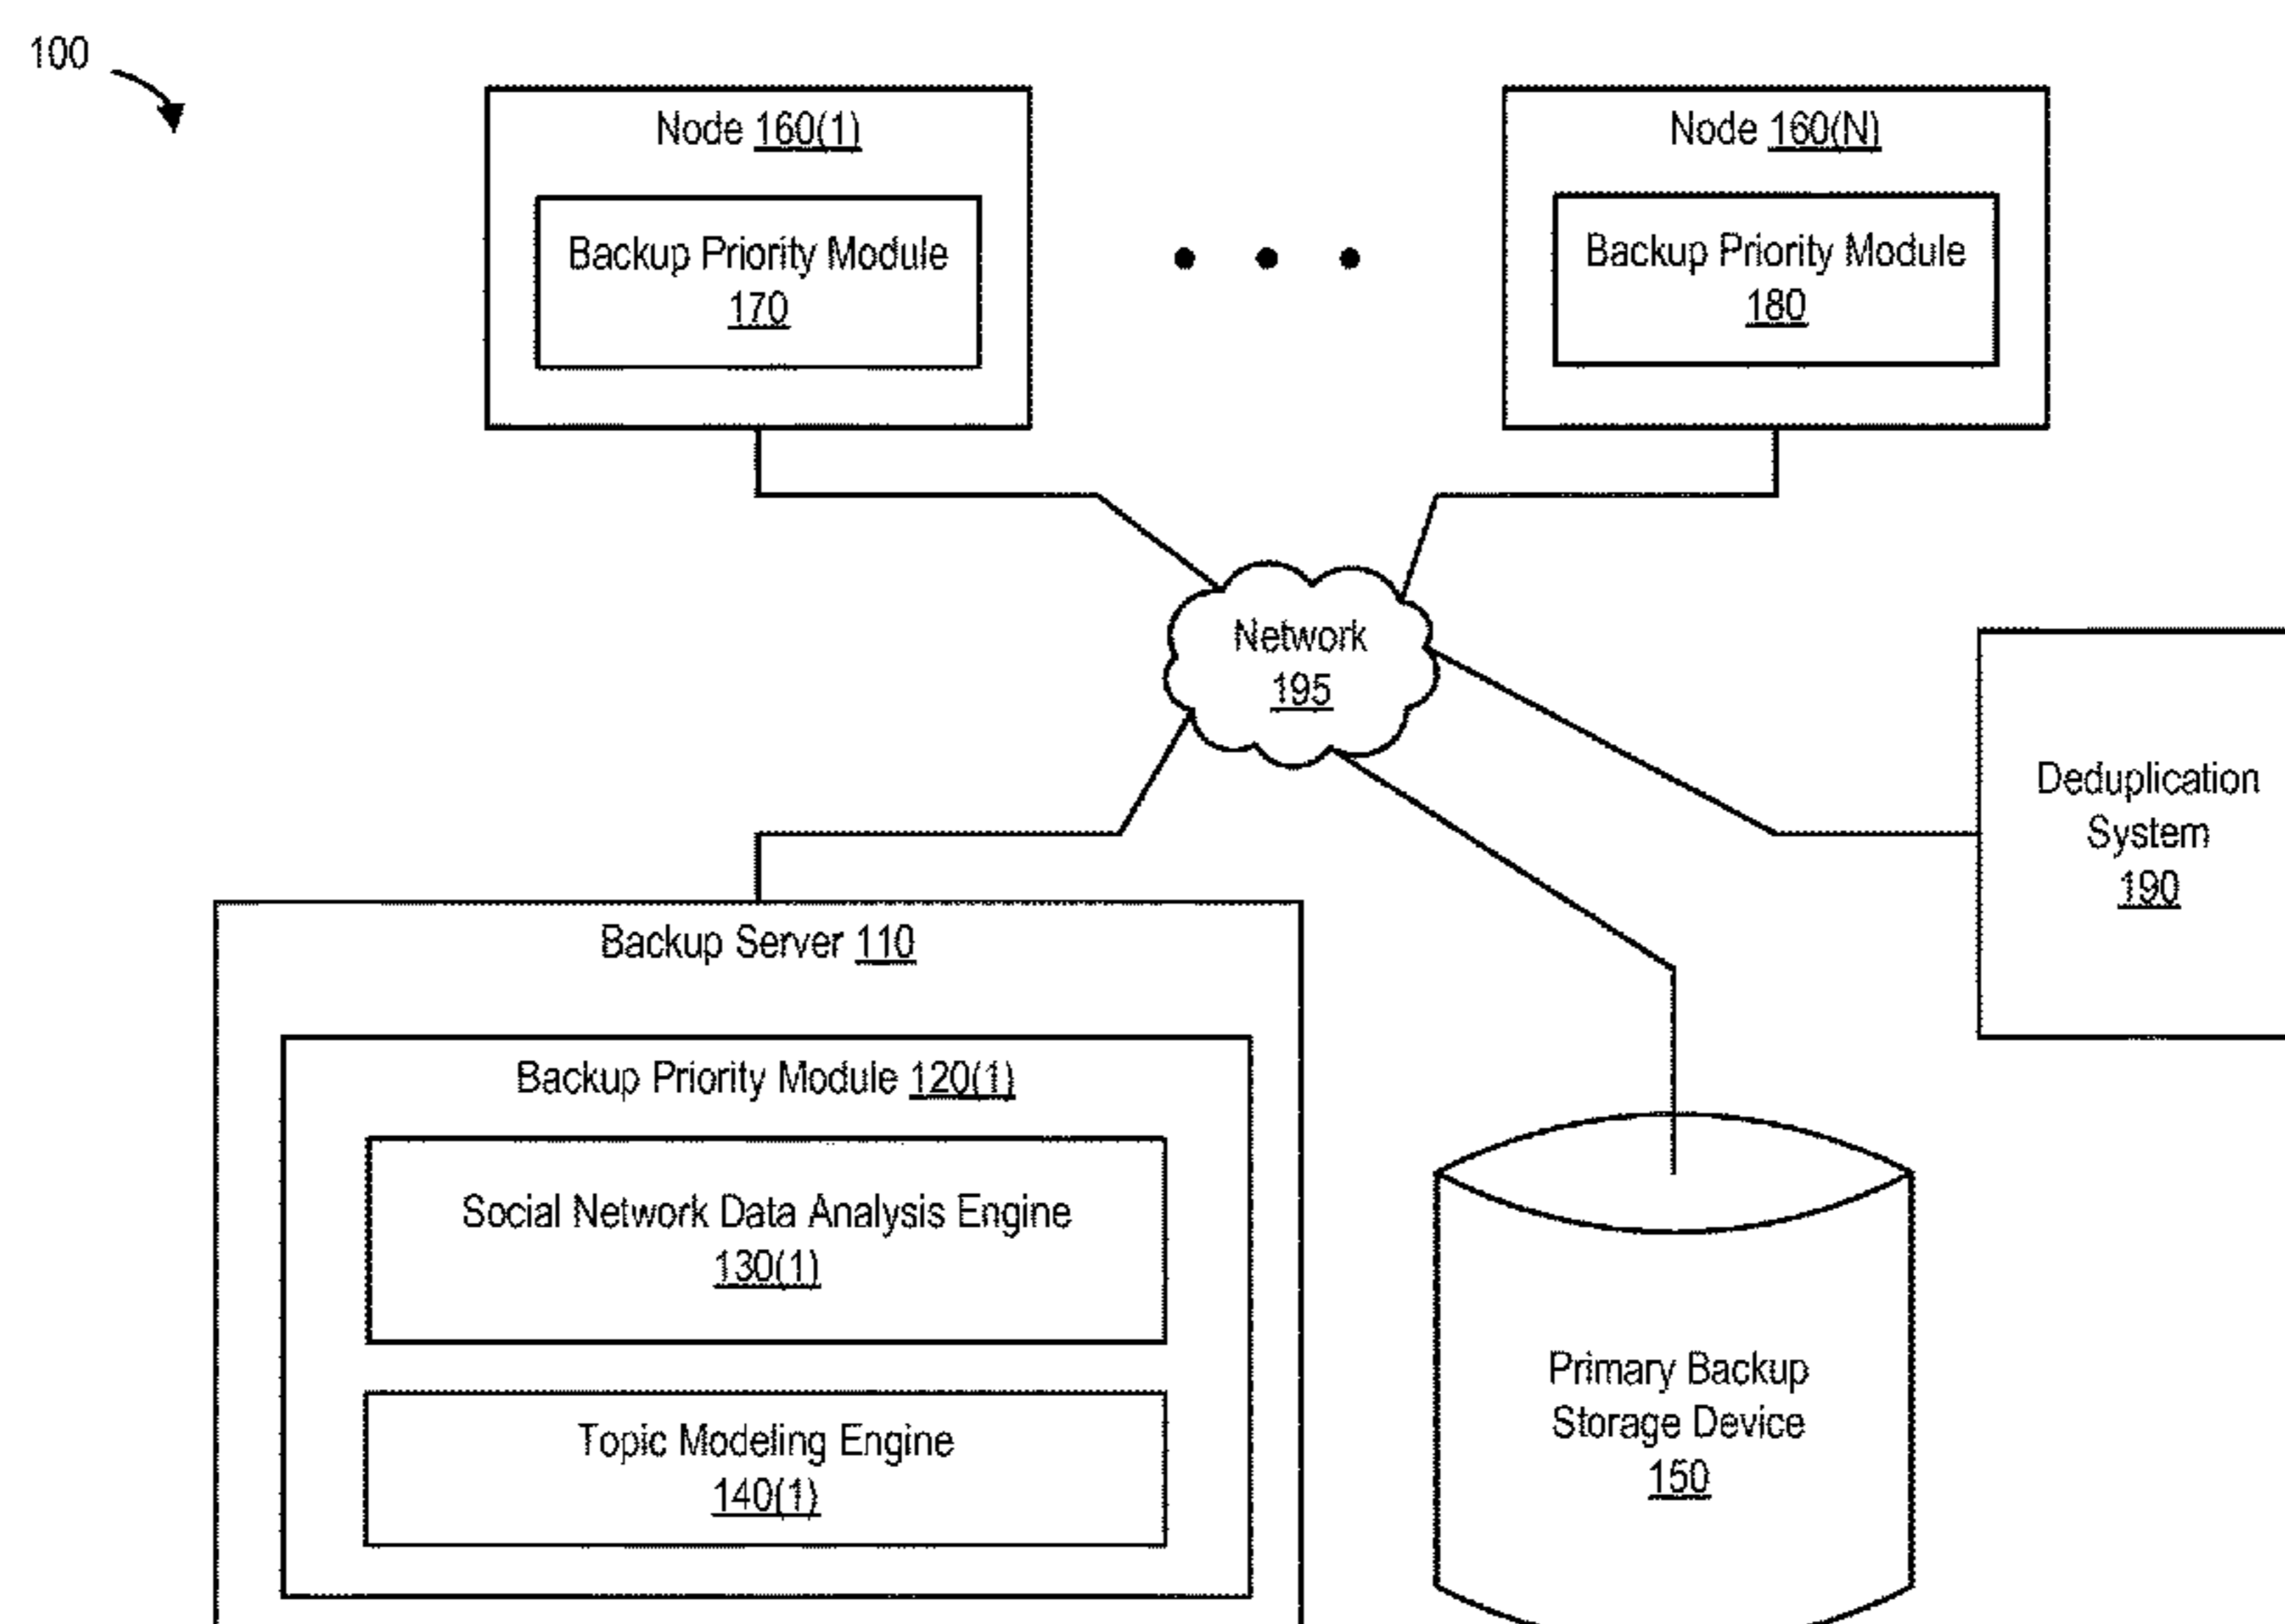 100
Node 160(1)
Backup Priority Module
170
Node 160(N)
Backup Priority Module
180
Network
195
Deduplication
System
190
Backup Server 110
Backup Priority Module 120(1)
Social Network Data Analysis Engine
130(1)
Topic Modeling Engine
140(1)
Primary Backup
Storage Device
150